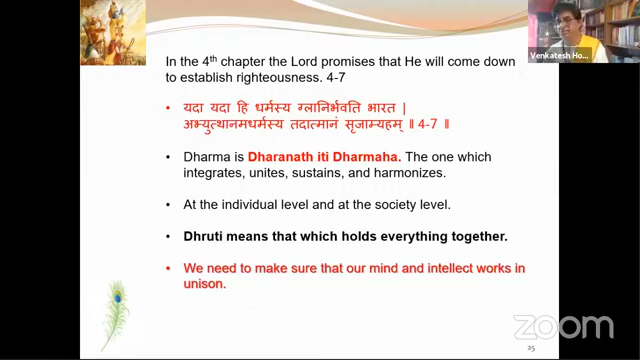 In the 4th chapter the Lord promises that He will come down
to establish righteousness. 4-7
• यदा यदा हि धर्मस्य ग्लानिर्भवति भारत |
अभ्युत्थानमधर्मस्य तदात्मानं सृजाम्यहम् ॥ 4-7 ॥
• Dharma is Dharanath iti Dharmaha. The one which
integrates, unites, sustains, and harmonizes.
• At the individual level and at the society level.
• Dhruti means that which holds everything together.
• We need to make sure that our mind and intellect works in
unison.
Venkatesh Ho...
zoom
25